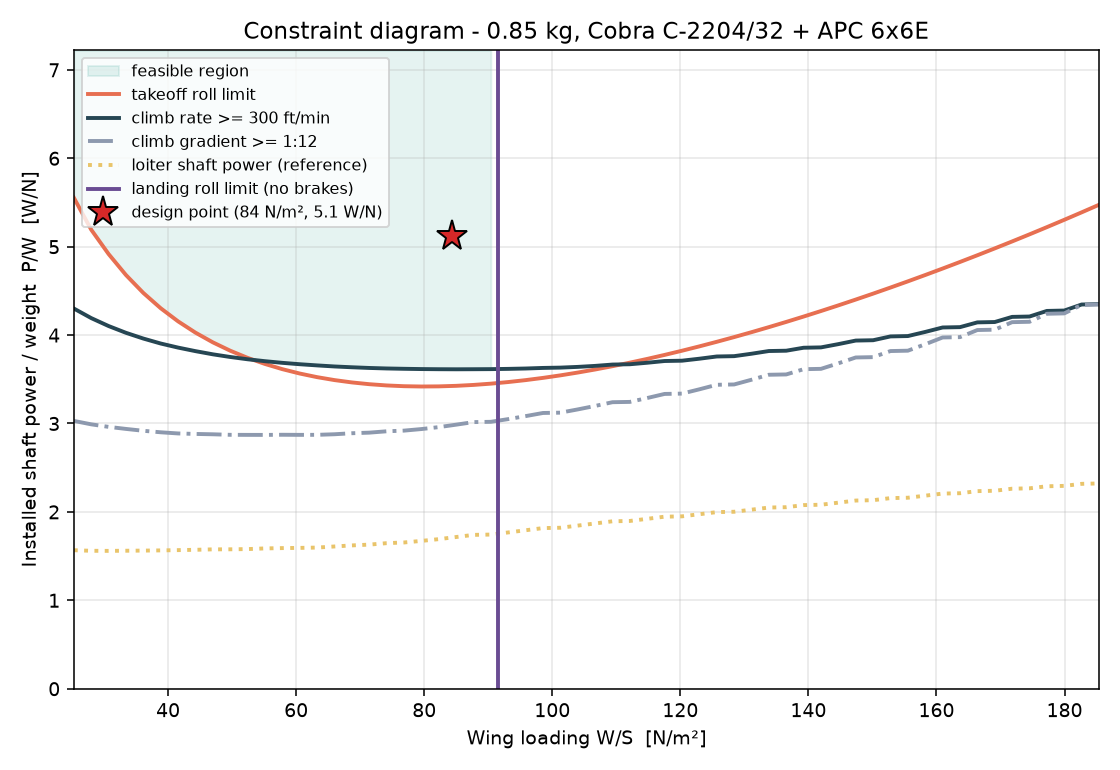 Constraint diagram - 0.85 kg, Cobra C-2204/32 + APC 6x6E
feasible region
takeoff roll limit
climb rate >= 300 ft/min
climb gradient >= 1:12
loiter shaft power (reference)
landing roll limit (no brakes)
design point (84 N/m², 5.1 W/N)
Installed shaft power / weight P/W [W/N]
7
6
5
4
3
2
1
0
40 60 80 100 120 140 160 180
Wing loading W/S [N/m²]